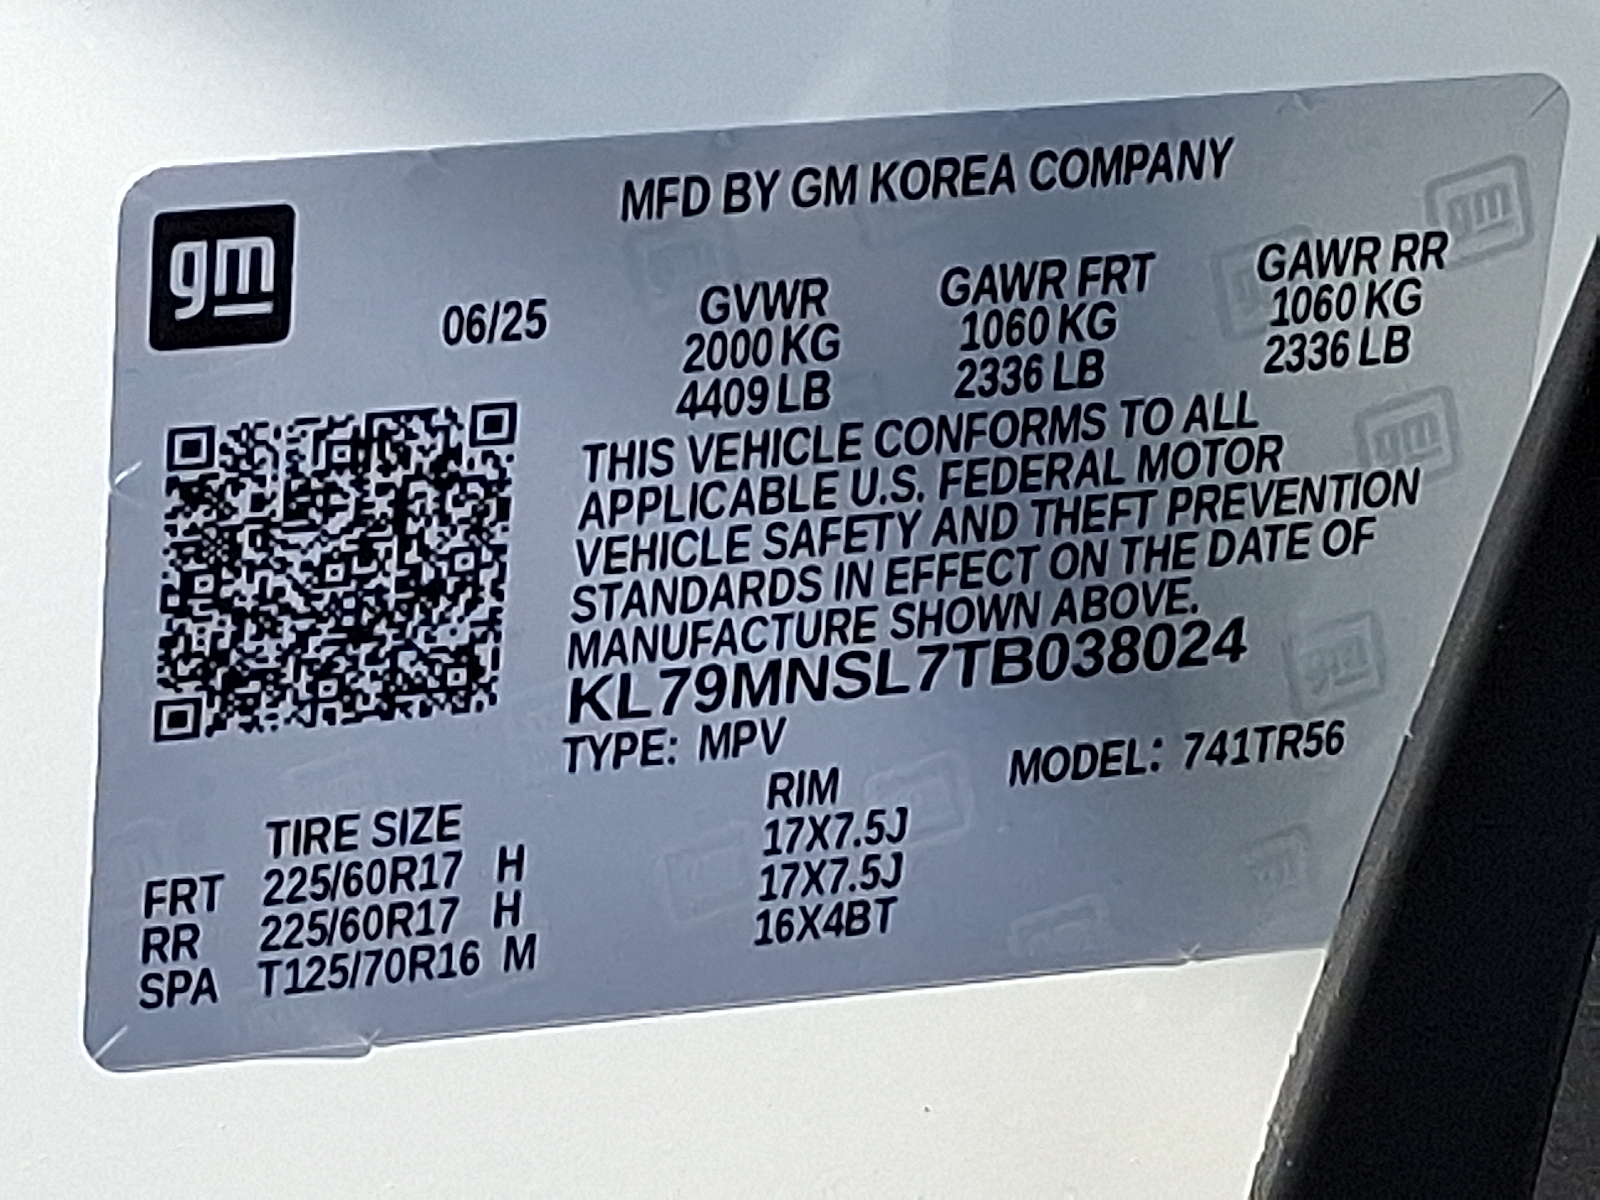 gm
MFD BY GM KOREA COMPANY
06/25
GVWR GAWR FRT GAWR RR
2000 KG 1060 KG 1060 KG
4409 LB 2336 LB 2336 LB
THIS VEHICLE CONFORMS TO ALL
APPLICABLE U.S. FEDERAL MOTOR
VEHICLE SAFETY AND THEFT PREVENTION
STANDARDS IN EFFECT ON THE DATE OF
MANUFACTURE SHOWN ABOVE.
KL79MNSL7TB038024
TYPE: MPV MODEL: 741TR56
TIRE SIZE RIM
FRT 225/60R17 H 17X7.5J
RR 225/60R17 H 17X7.5J
SPA T125/70R16 M 16X4BT